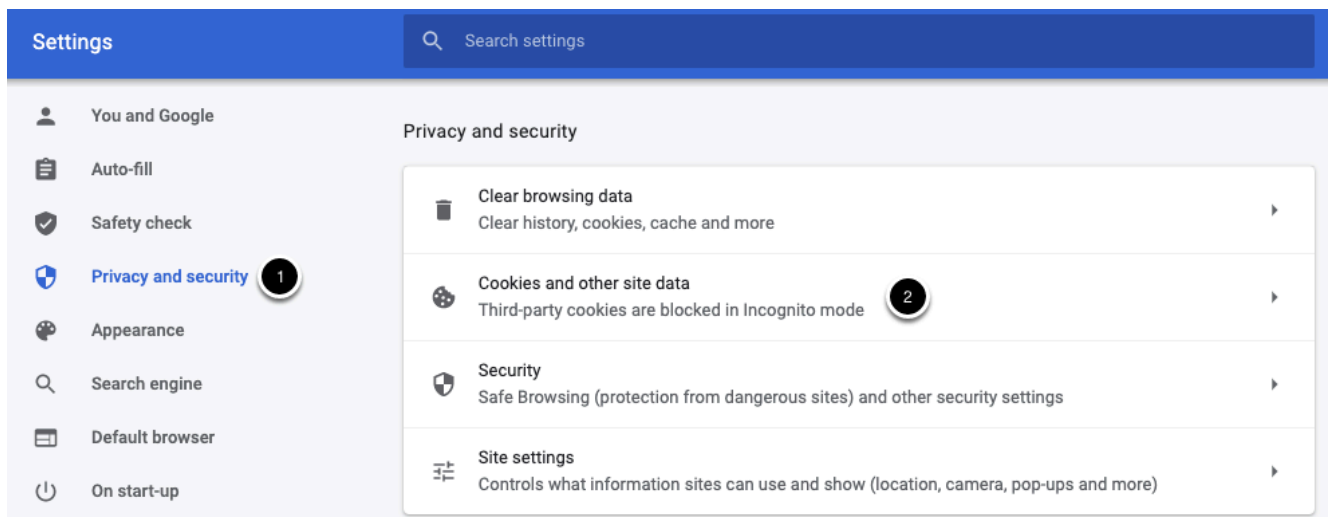 Settings
Search settings
You and Google
Auto-fill
Safety check
Privacy and security 1
Appearance
Search engine
Default browser
On start-up
Privacy and security
Clear browsing data
Clear history, cookies, cache and more
Cookies and other site data
Third-party cookies are blocked in Incognito mode 2
Security
Safe Browsing (protection from dangerous sites) and other security settings
Site settings
Controls what information sites can use and show (location, camera, pop-ups and more)